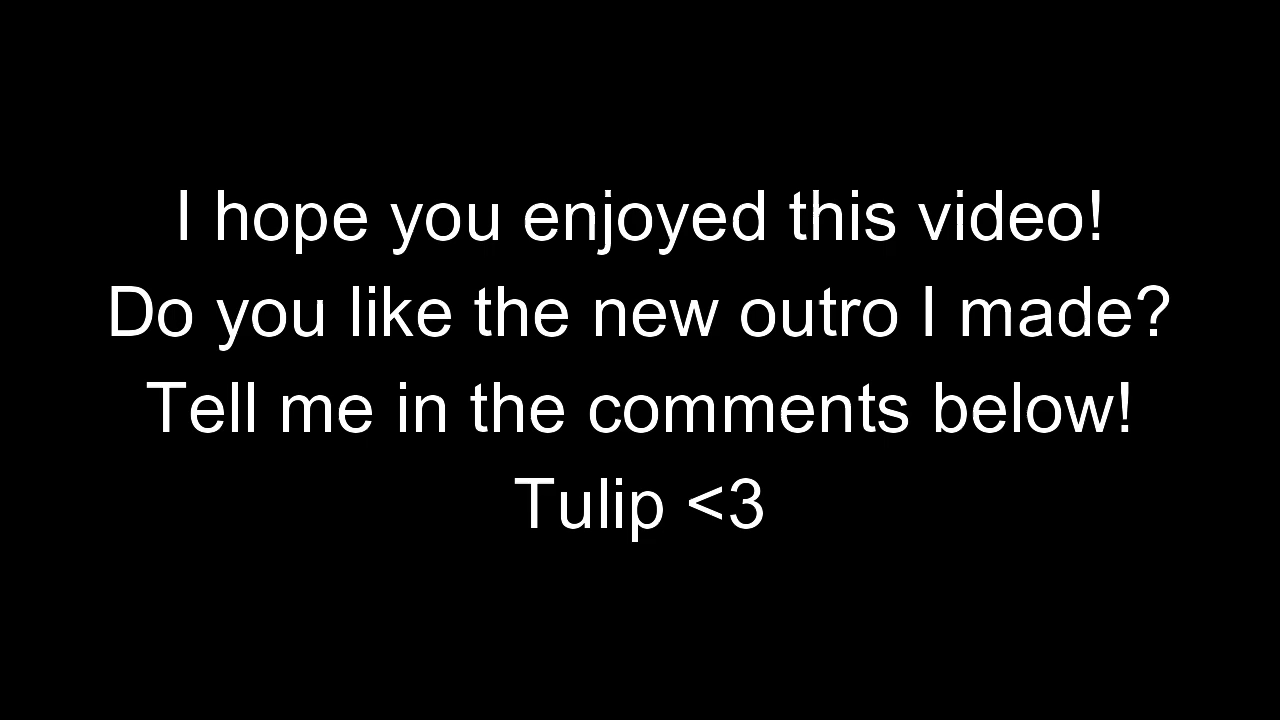 I hope you enjoyed this video!
Do you like the new outro I made?
Tell me in the comments below!
Tulip <3